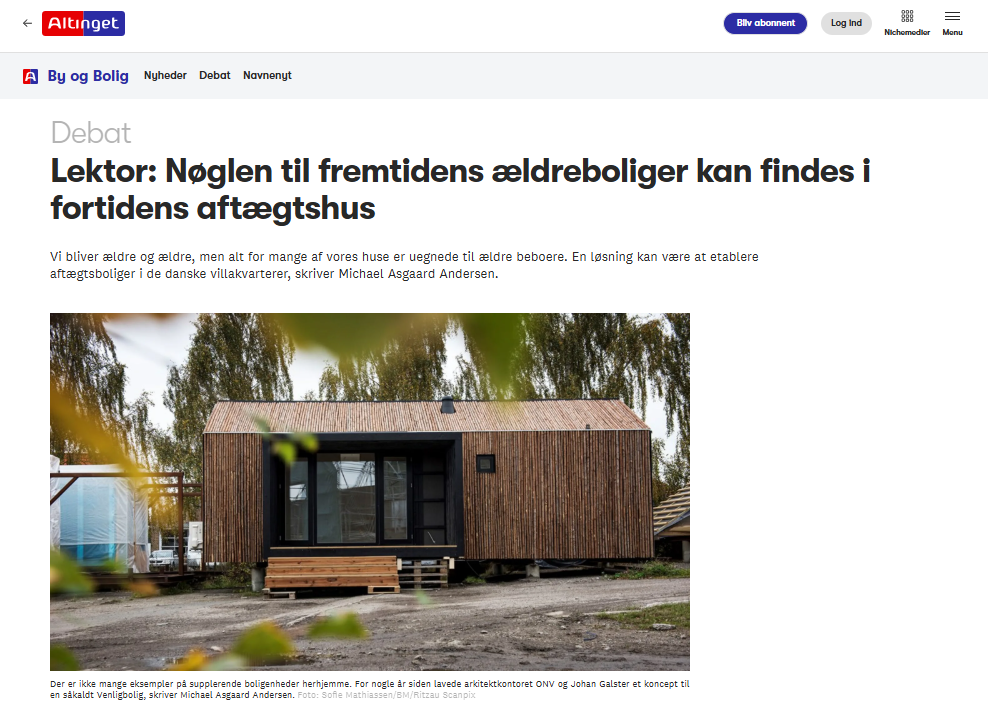 Altinget
Bliv abonnent
Log ind
Nichemedier
Menu
A By og Bolig
Nyheder
Debat
Navnenyt
Debat
Lektor: Nøglen til fremtidens ældreboliger kan findes i
fortidens aftægtshus
Vi bliver ældre og ældre, men alt for mange af vores huse er uegnede til ældre beboere. En løsning kan være at etablere
aftægtsboliger i de danske villakvarterer, skriver Michael Asgaard Andersen.
Der er ikke mange eksempler på supplerende boligenheder herhjemme. For nogle år siden lavede arkitektkontoret ONV og Johan Galster et koncept til
en såkaldt Venligbolig, skriver Michael Asgaard Andersen. Foto: Sofie Mathiassen/BM/Ritzau Scanpix